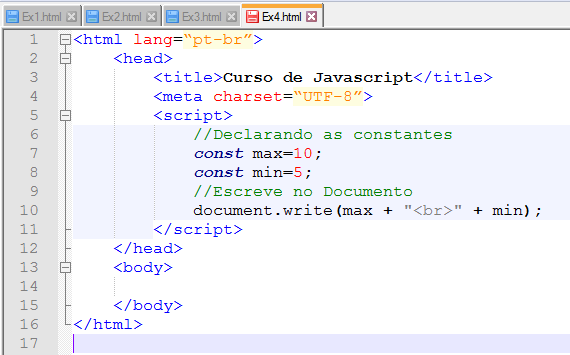 Ex1.html Ex2.html Ex3.html Ex4.html
1 <html lang=“pt-br”>
2 <head>
3 <title>Curso de Javascript</title>
4 <meta charset=“UTF-8”>
5 <script>
6 //Declarando as constantes
7 const max=10;
8 const min=5;
9 //Escreve no Documento
10 document.write(max + "<br>" + min);
11 </script>
12 </head>
13 <body>
14
15 </body>
16 </html>
17